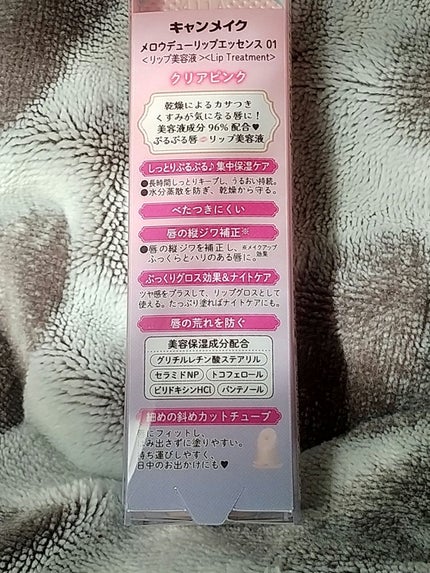 キャンメイク
メロウデューリップエッセンス 01
<リップ美容液><Lip Treatment>
クリアピンク
乾燥によるカサつき
くすみが気になる唇に!
美容液成分 96% 配合♥
ぷるぷる唇リップ美容液
しっとりぷるぷる♪集中保湿ケア
●長時間しっとりキープし、うるおい持続。
●水分蒸散を防ぎ、乾燥から守る。
べたつきにくい
唇の縦ジワ補正※
●唇の縦ジワを補正し、※メイクアップ効果
ふっくらとハリのある唇に。
ぷっくりグロス効果&ナイトケア
ツヤ感をプラスして、リップグロスとして
使える。たっぷり塗ればナイトケアにも。
唇の荒れを防ぐ
美容保湿成分配合
グリチルレチン酸ステアリル
セラミドNP トコフェロール
ピリドキシンHCl パンテノール
細めの斜めカットチューブ
にフィットし、
み出さずに塗りやすい。
持ち運びしやすく、
日中のお出かけにも♥